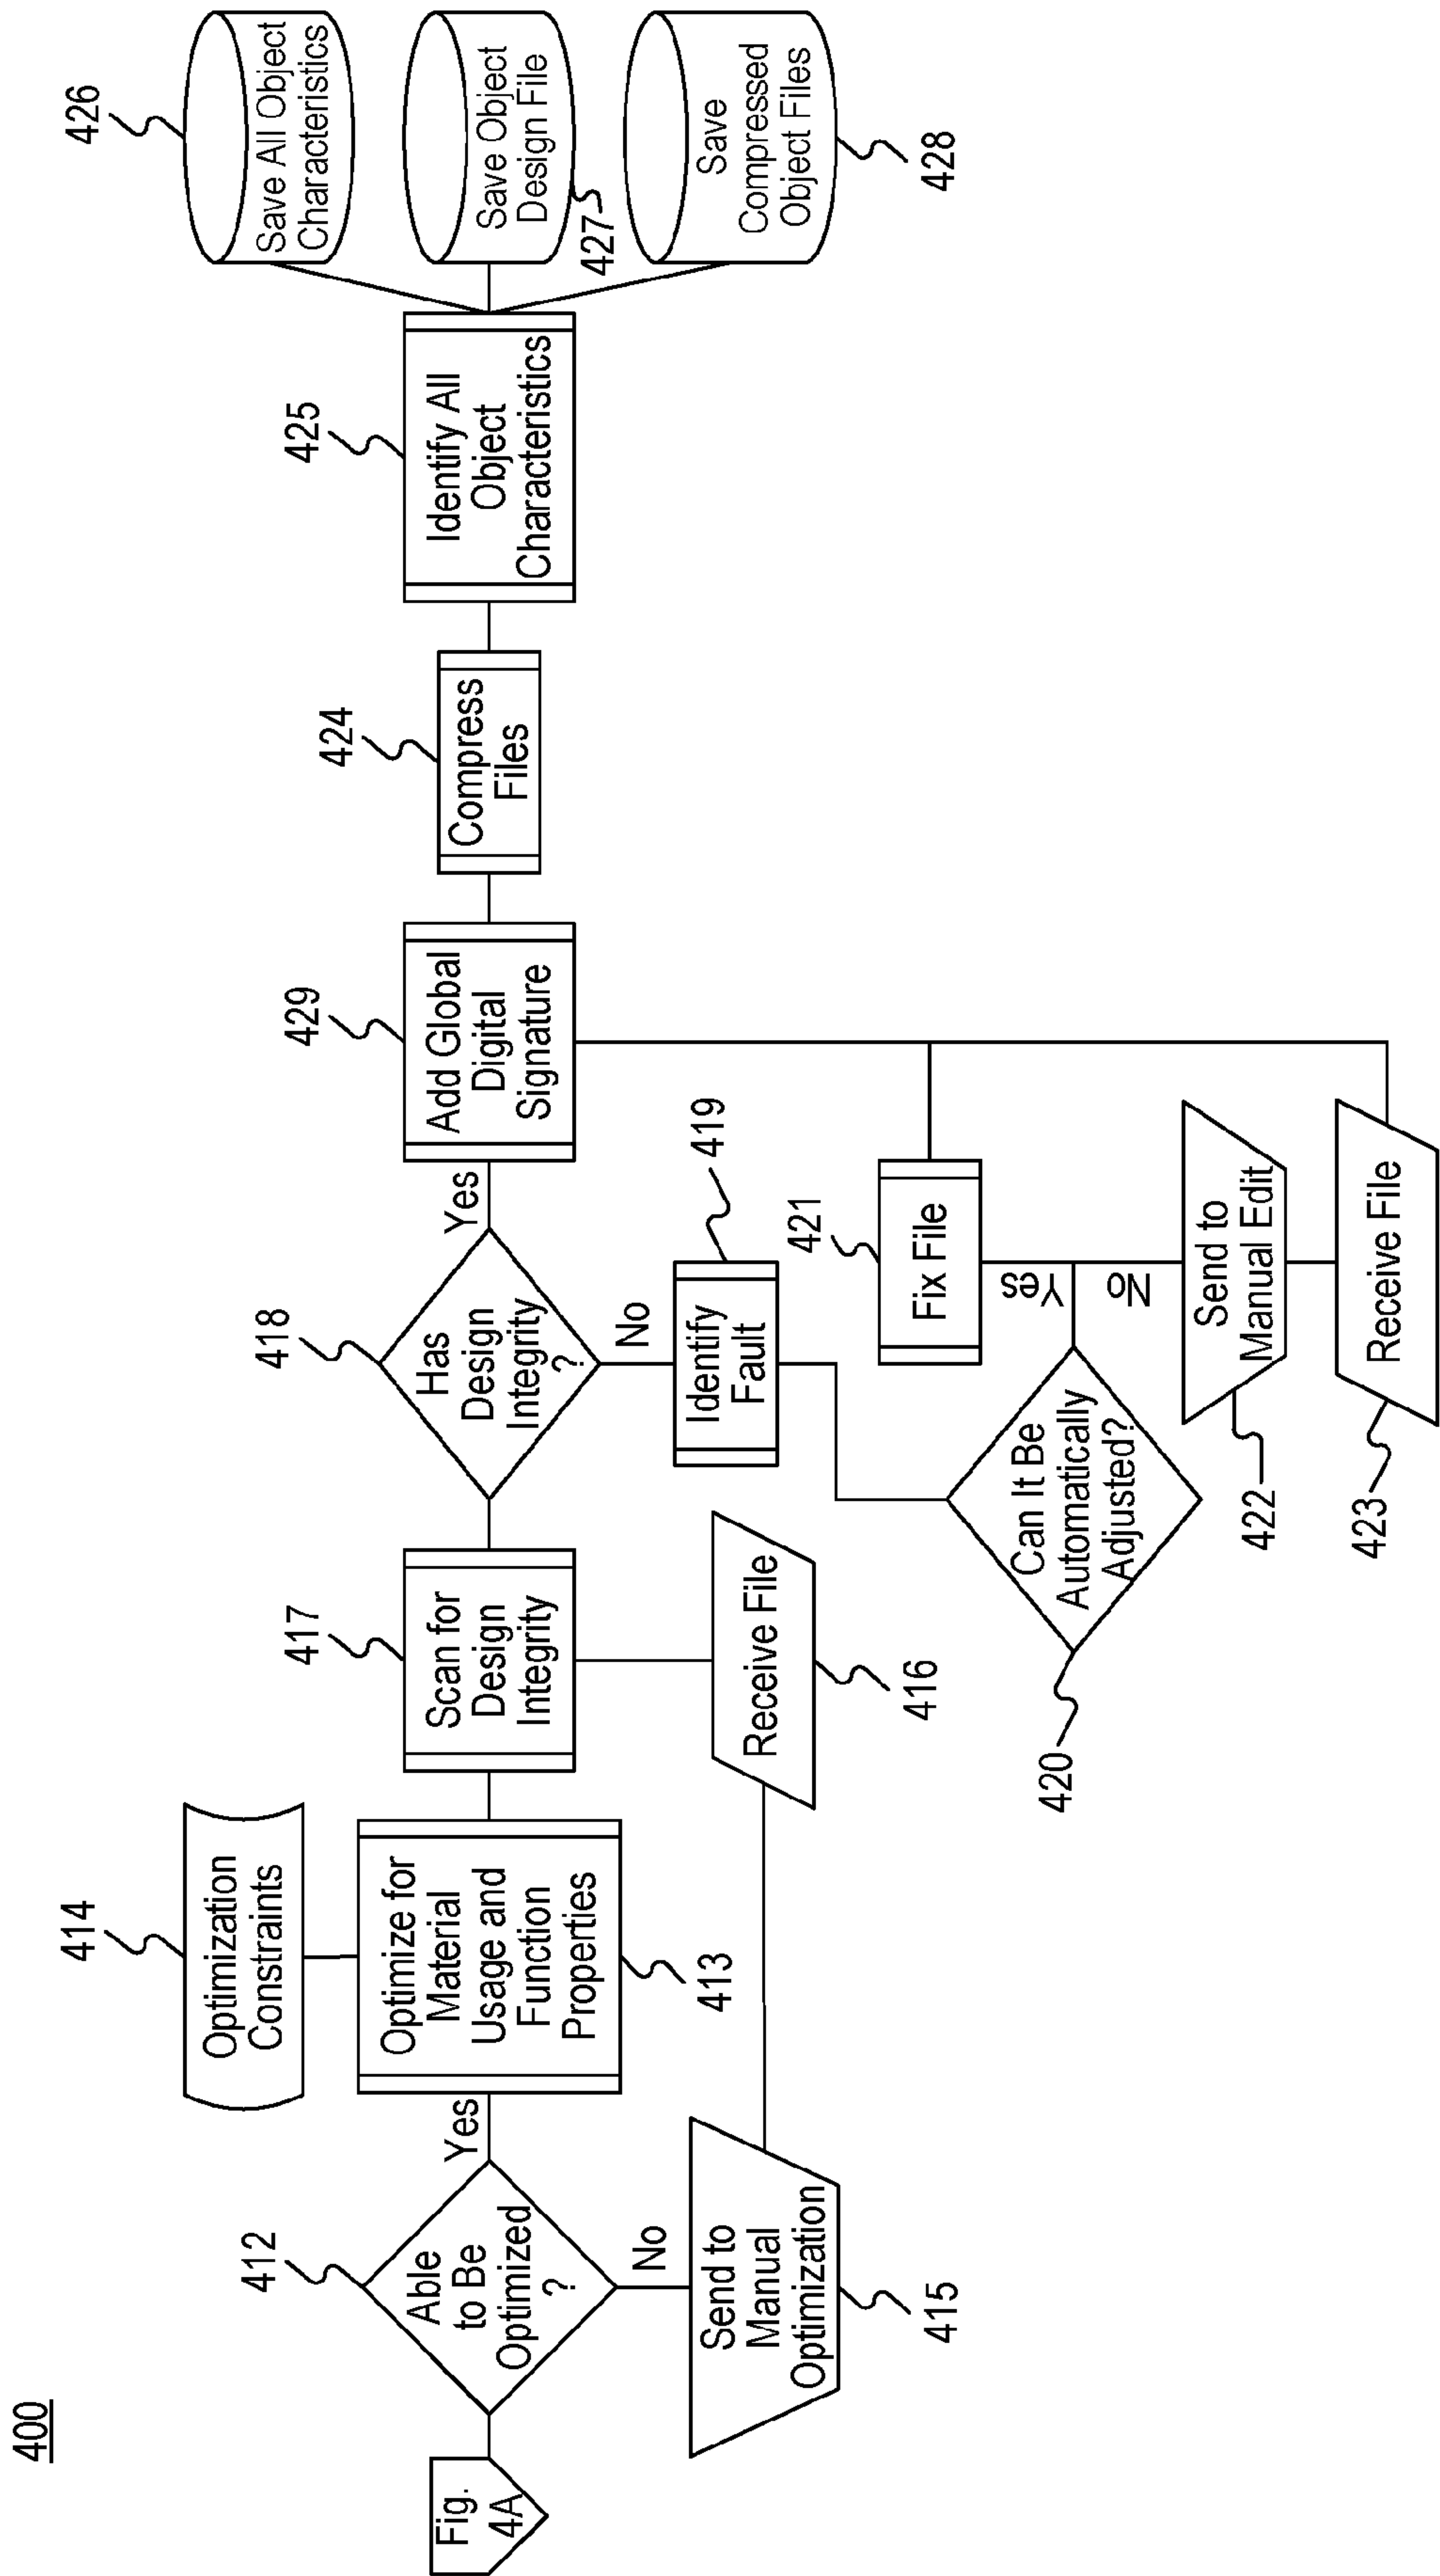 400
Fig.
4A
412
Able
to Be
Optimized
?
Yes
No
414
Optimization
Constraints
Optimize for
Material
Usage and
Function
Properties
413
Send to
Manual
Optimization
415
Receive File
416
417
Scan for
Design
Integrity
418
Has
Design
Integrity
?
Yes
No
Identify
Fault
419
Can It Be
Automatically
Adjusted?
420
Yes
No
421
Fix File
Send to
Manual Edit
422
Receive File
423
429
Add Global
Digital
Signature
424
Compress
Files
425
Identify All
Object
Characteristics
426
Save All Object
Characteristics
Save Object
Design File
427
Save
Compressed
Object Files
428